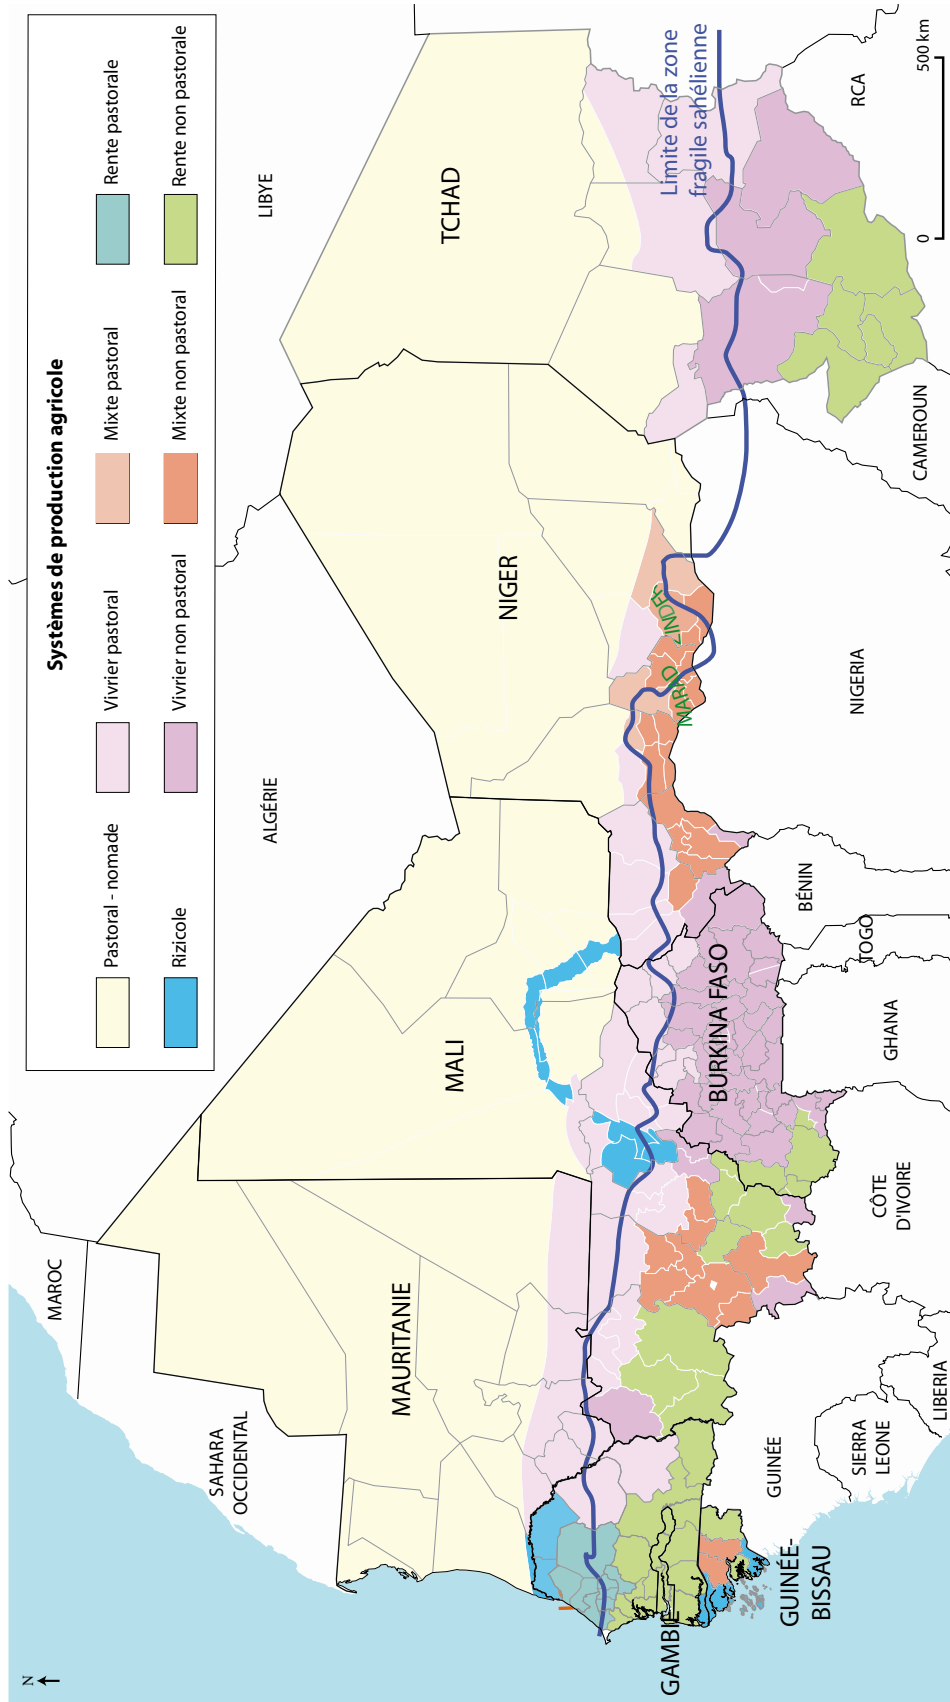 Systèmes de production agricole
Pastoral - nomade
Vivrier pastoral
Mixte pastoral
Rente pastorale
Rizicole
Vivrier non pastoral
Mixte non pastoral
Rente non pastorale
N
MAROC
ALGÉRIE
LIBYE
SAHARA
OCCIDENTAL
MAURITANIE
MALI
NIGER
TCHAD
Limite de la zone
fragile sahélienne
MARADI
ZINDER
BURKINA FASO
GAMBIE
GUINÉE-
BISSAU
GUINÉE
SIERRA
LEONE
LIBERIA
CÔTE
D'IVOIRE
GHANA
TOGO
BÉNIN
NIGERIA
CAMEROUN
RCA
0
500 km